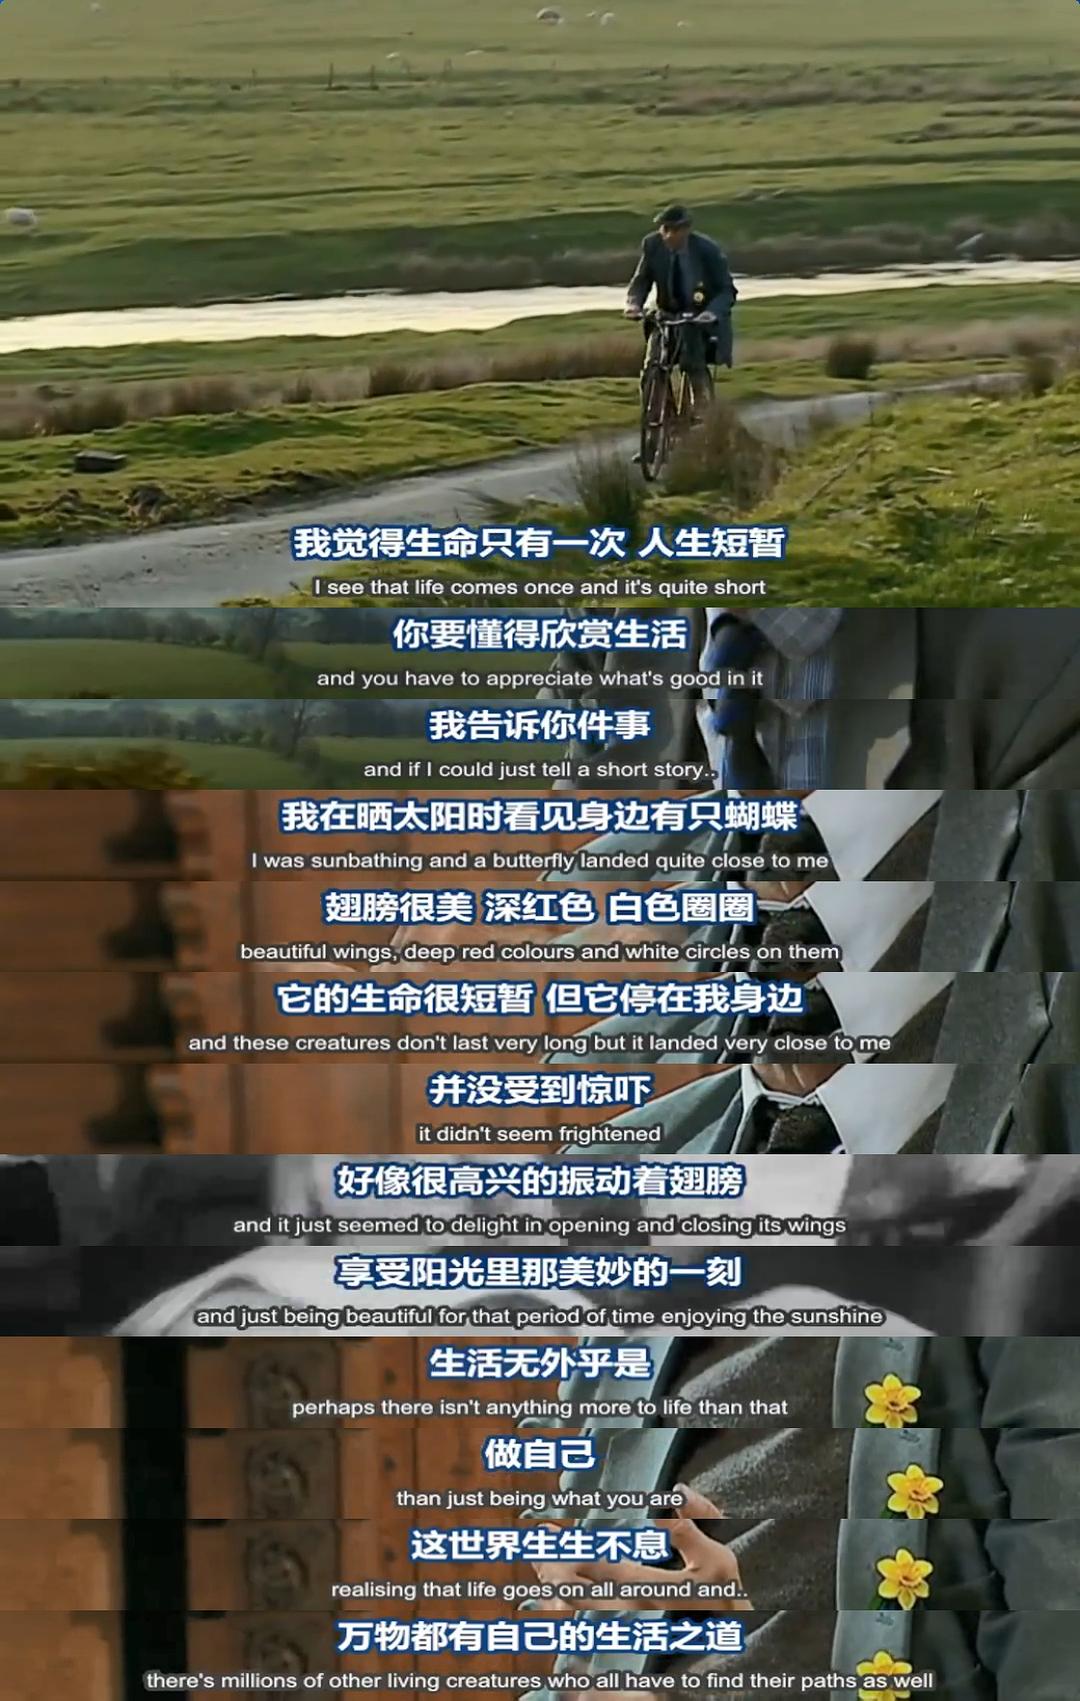 我觉得生命只有一次 人生短暂
I see that life comes once and it's quite short
你要懂得欣赏生活
and you have to appreciate what's good in it
我告诉你件事
and if I could just tell a short story..
我在晒太阳时看见身边有只蝴蝶
I was sunbathing and a butterfly landed quite close to me
翅膀很美 深红色 白色圈圈
beautiful wings, deep red colours and white circles on them
它的生命很短暂 但它停在我身边
and these creatures don't last very long but it landed very close to me
并没受到惊吓
it didn't seem frightened
好像很高兴的振动着翅膀
and it just seemed to delight in opening and closing its wings
享受阳光里那美妙的一刻
and just being beautiful for that period of time enjoying the sunshine
生活无外乎是
perhaps there isn't anything more to life than that
做自己
than just being what you are
这世界生生不息
realising that life goes on all around and..
万物都有自己的生活之道
there's millions of other living creatures who all have to find their paths as well